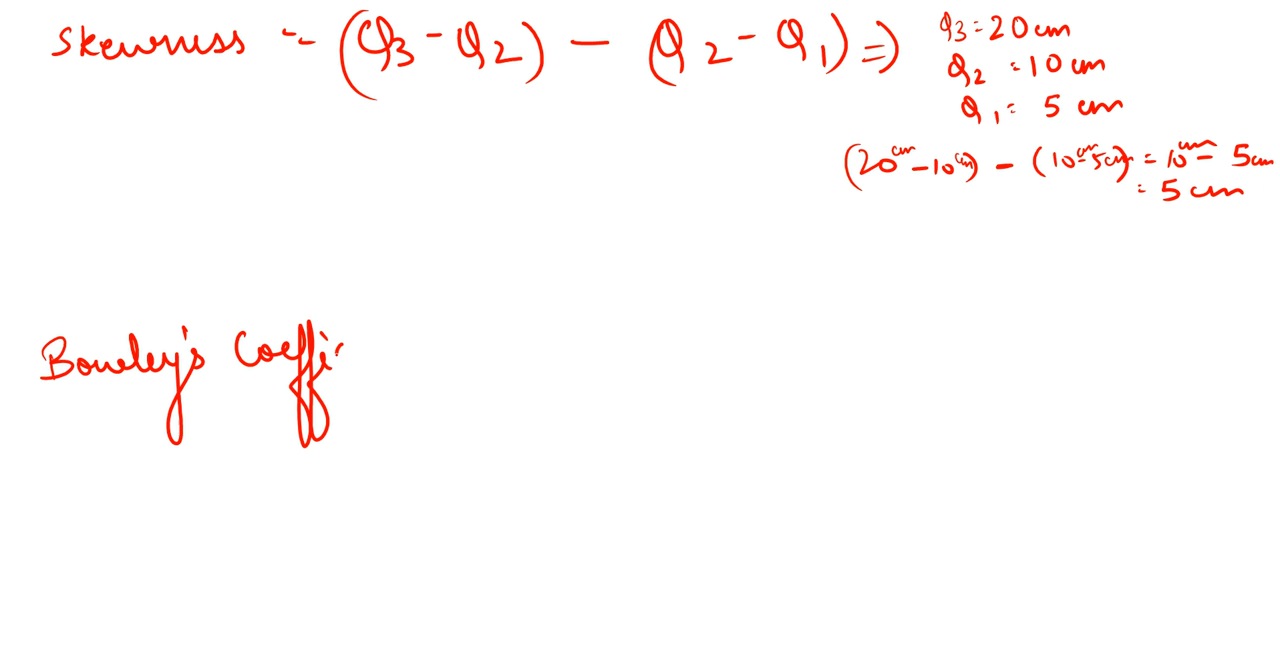 Skewness ~ (Q3 - Q2) - (Q2 - Q1) =>
Q3 = 20 cm
Q2 = 10 cm
Q1 = 5 cm
(20cm - 10cm) - (10cm - 5cm) = 10cm - 5cm
= 5 cm
Bowley's Coeffi